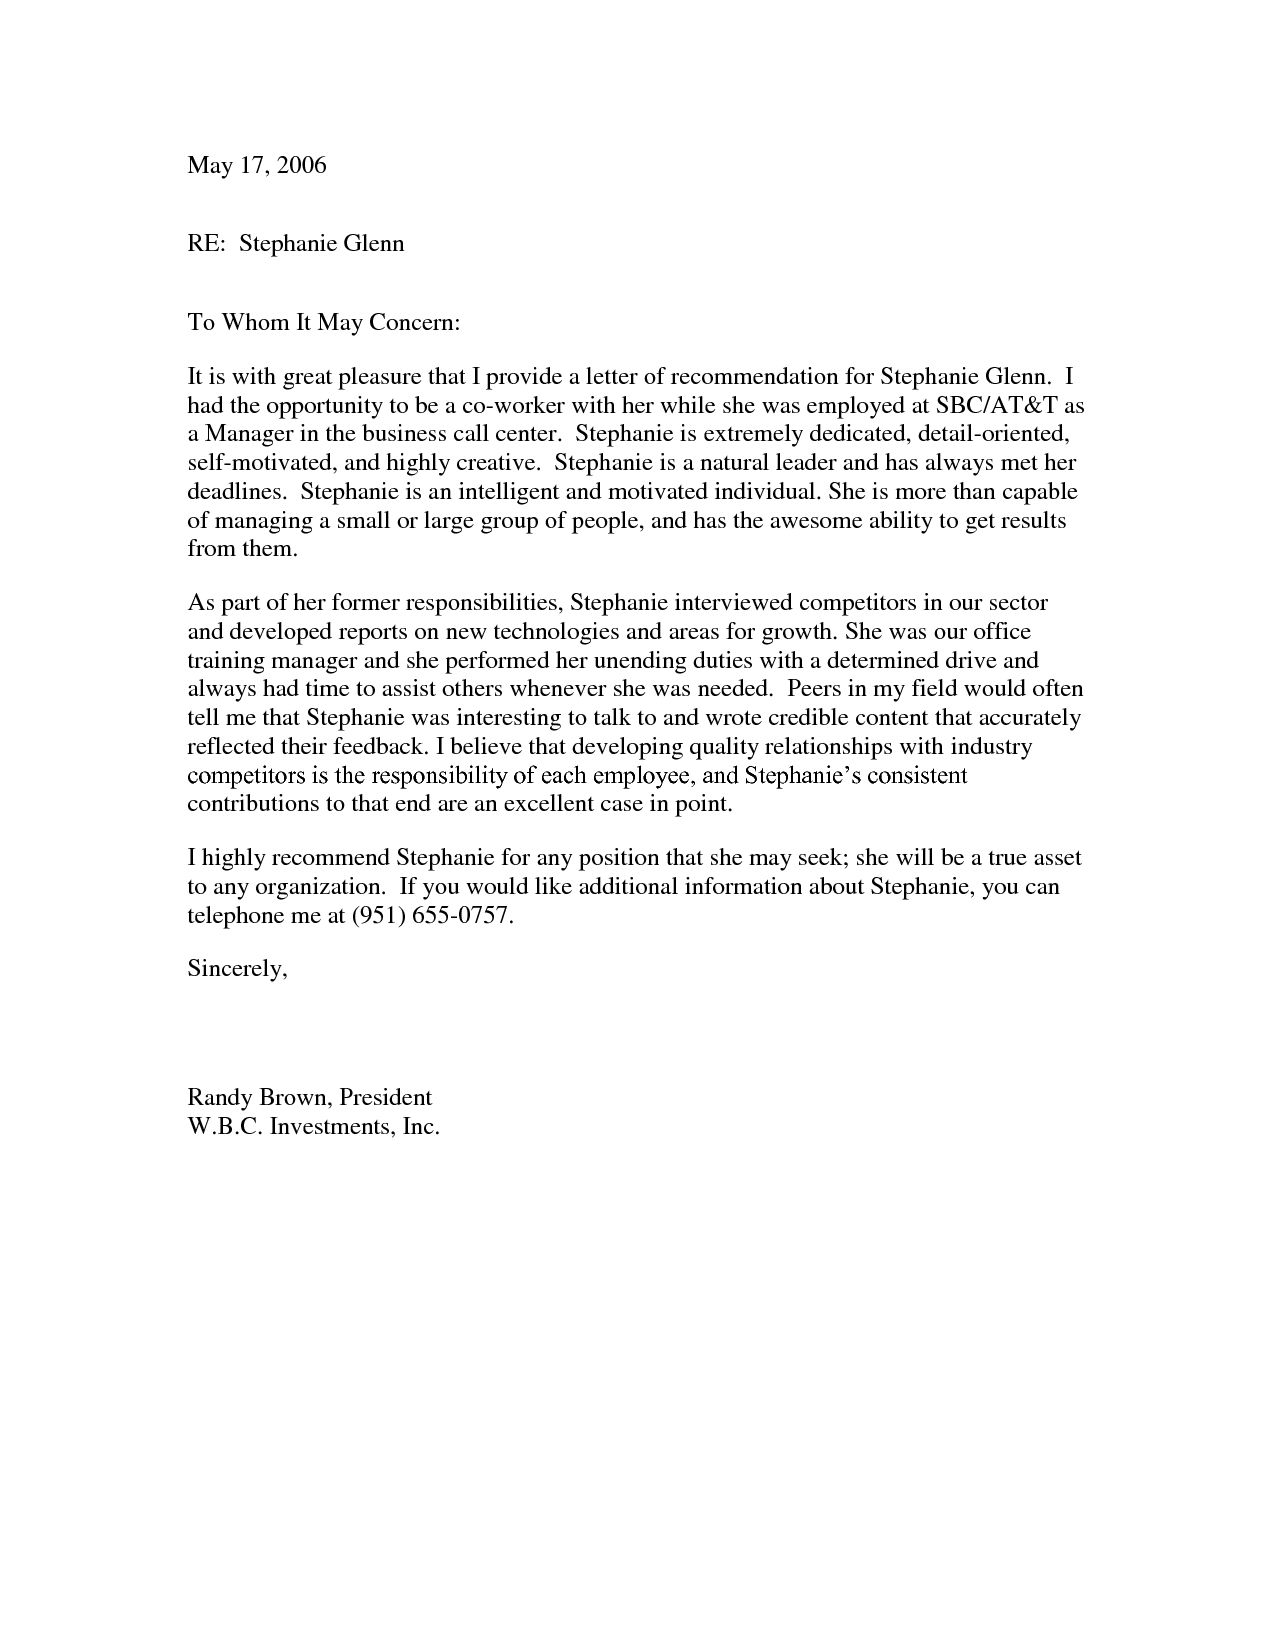 May 17, 2006
RE:  Stephanie Glenn
To Whom It May Concern:
It is with great pleasure that I provide a letter of recommendation for Stephanie Glenn.  I
had the opportunity to be a co-worker with her while she was employed at SBC/AT&T as
a Manager in the business call center.  Stephanie is extremely dedicated, detail-oriented,
self-motivated, and highly creative.  Stephanie is a natural leader and has always met her
deadlines.  Stephanie is an intelligent and motivated individual. She is more than capable
of managing a small or large group of people, and has the awesome ability to get results
from them.
As part of her former responsibilities, Stephanie interviewed competitors in our sector
and developed reports on new technologies and areas for growth. She was our office
training manager and she performed her unending duties with a determined drive and
always had time to assist others whenever she was needed.  Peers in my field would often
tell me that Stephanie was interesting to talk to and wrote credible content that accurately
reflected their feedback. I believe that developing quality relationships with industry
competitors is the responsibility of each employee, and Stephanie’s consistent
contributions to that end are an excellent case in point.
I highly recommend Stephanie for any position that she may seek; she will be a true asset
to any organization.  If you would like additional information about Stephanie, you can
telephone me at (951) 655-0757.
Sincerely,
Randy Brown, President
W.B.C. Investments, Inc.